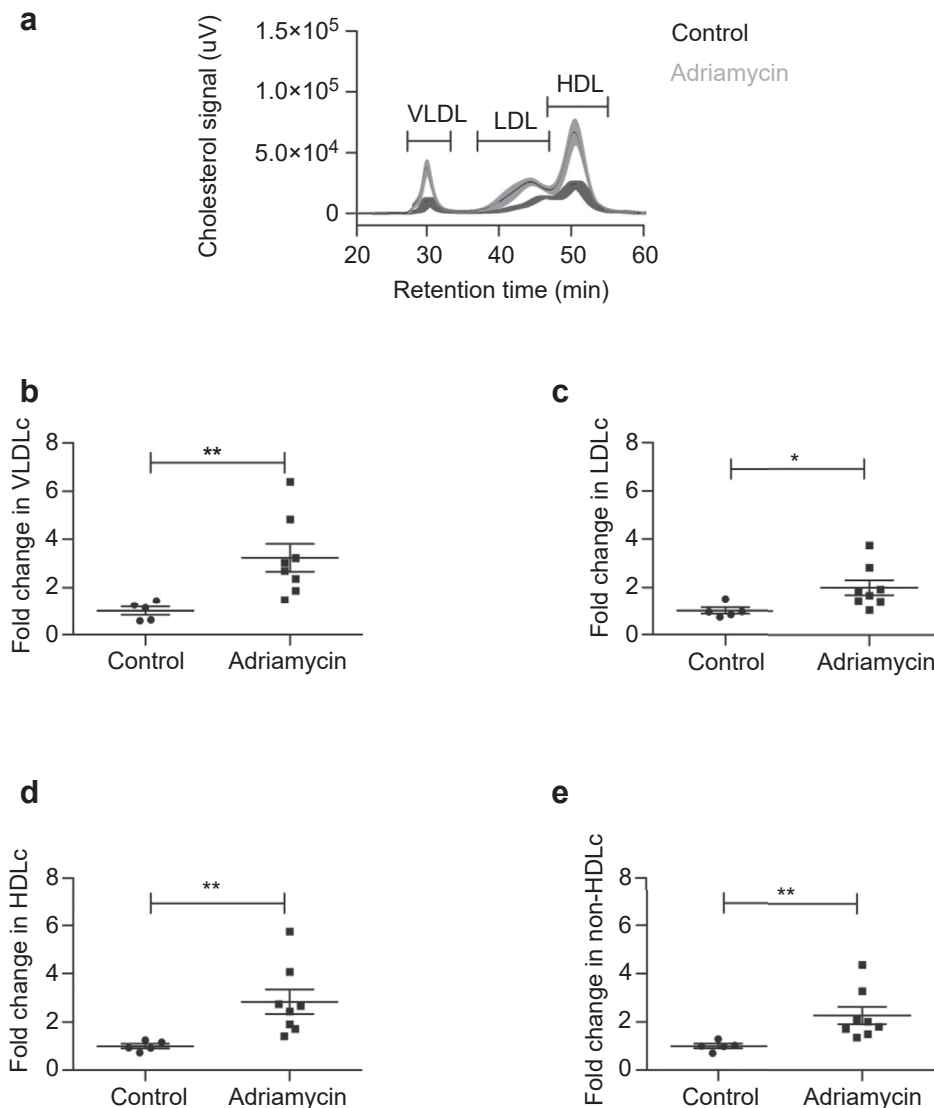 a
Cholesterol signal (uV)
1.5×10⁵
1.0×10⁵
5.0×10⁴
0
VLDL
LDL
HDL
20 30 40 50 60
Retention time (min)
Control
Adriamycin
b
Fold change in VLDLc
8
6
4
2
0
**
Control Adriamycin
c
Fold change in LDLc
8
6
4
2
0
*
Control Adriamycin
d
Fold change in HDLc
8
6
4
2
0
**
Control Adriamycin
e
Fold change in non-HDLc
8
6
4
2
0
**
Control Adriamycin